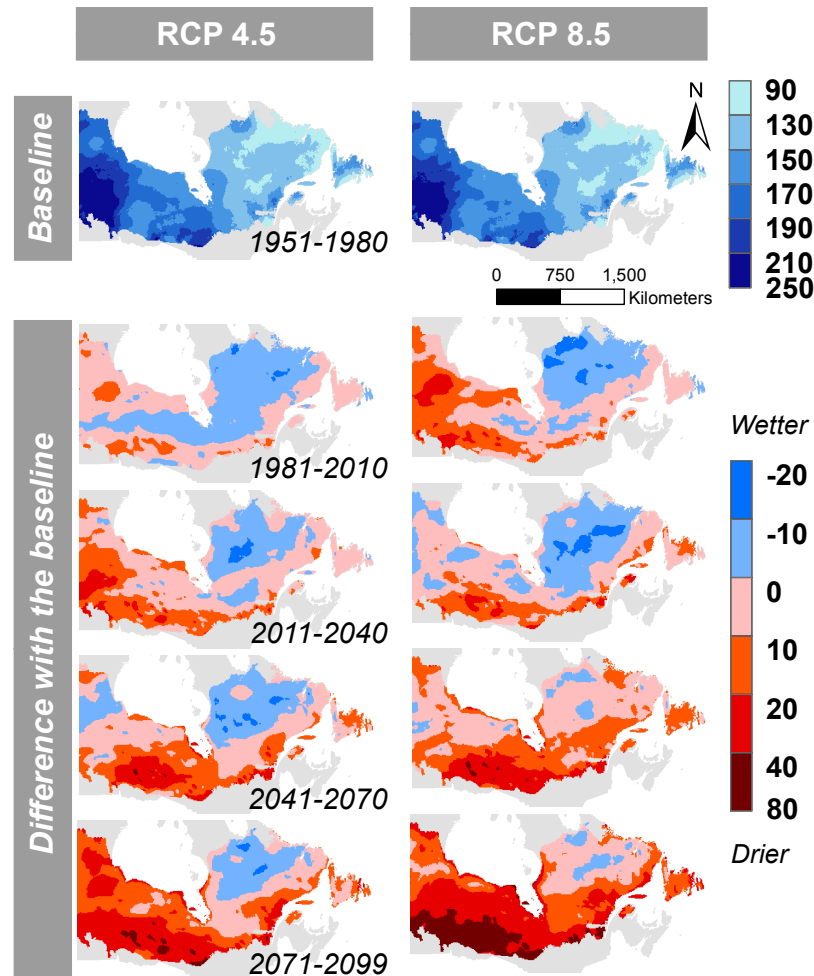 RCP 4.5
RCP 8.5
Baseline
1951-1980
N
0 750 1,500
Kilometers
90
130
150
170
190
210
250
Difference with the baseline
1981-2010
2011-2040
2041-2070
2071-2099
Wetter
-20
-10
0
10
20
40
80
Drier